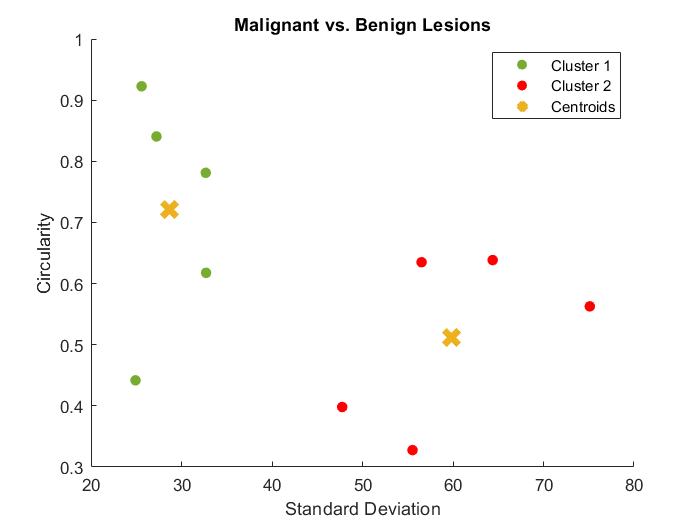 Malignant vs. Benign Lesions
1
0.9
0.8
0.7
0.6
0.5
0.4
0.3
Circularity
Cluster 1
Cluster 2
Centroids
20 30 40 50 60 70 80
Standard Deviation